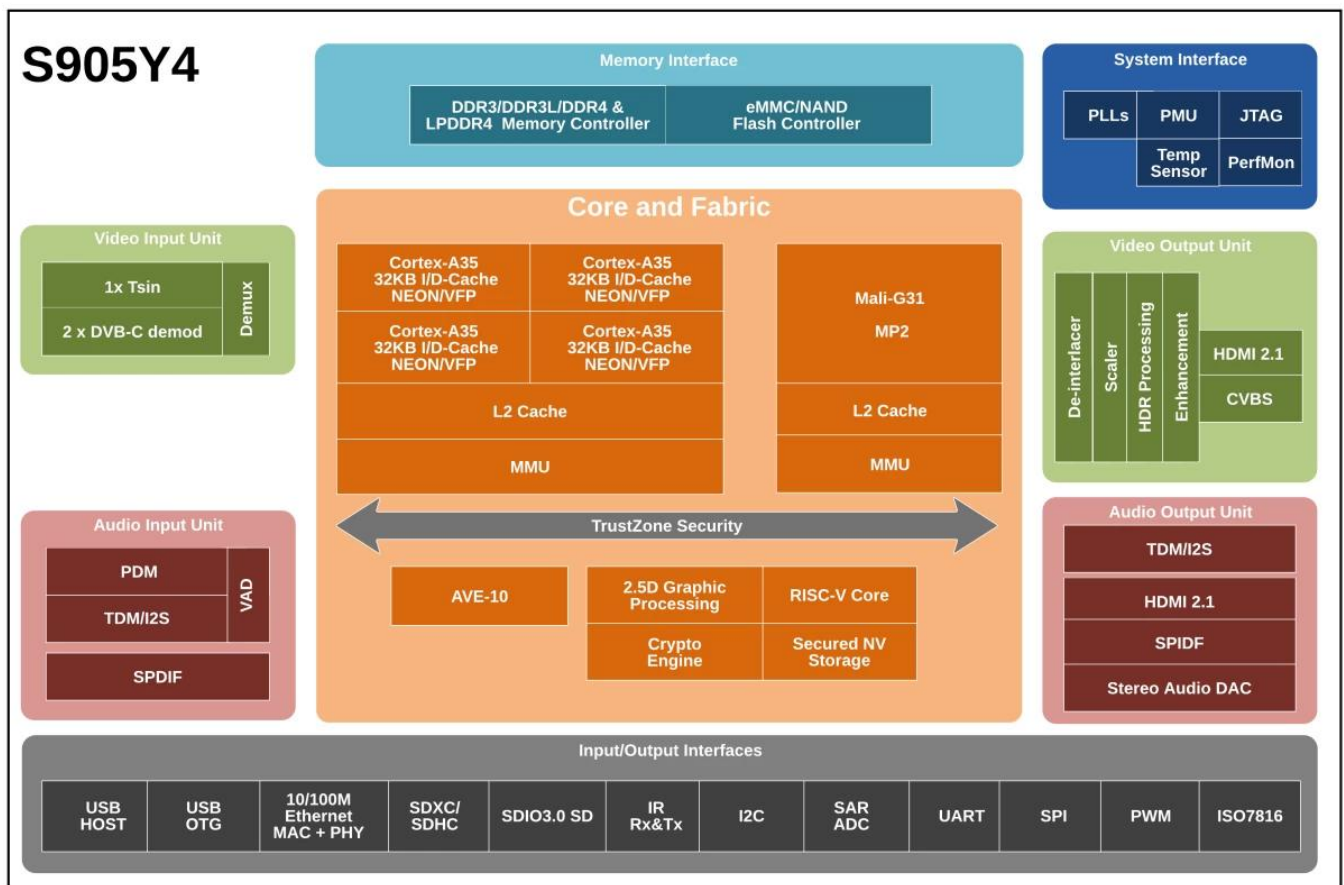 S905Y4
Memory Interface
DDR3/DDR3L/DDR4 &
LPDDR4 Memory Controller
eMMC/NAND
Flash Controller
System Interface
PLLs
PMU
JTAG
Temp
Sensor
PerfMon
Video Input Unit
1x Tsin
2 x DVB-C demod
Demux
Core and Fabric
Cortex-A35
32KB I/D-Cache
NEON/VFP
Cortex-A35
32KB I/D-Cache
NEON/VFP
Cortex-A35
32KB I/D-Cache
NEON/VFP
Cortex-A35
32KB I/D-Cache
NEON/VFP
L2 Cache
MMU
Mali-G31
MP2
L2 Cache
MMU
TrustZone Security
AVE-10
2.5D Graphic
Processing
RISC-V Core
Crypto
Engine
Secured NV
Storage
Video Output Unit
De-interlacer
Scaler
HDR Processing
Enhancement
HDMI 2.1
CVBS
Audio Input Unit
PDM
TDM/I2S
VAD
SPDIF
Audio Output Unit
TDM/I2S
HDMI 2.1
SPIDF
Stereo Audio DAC
Input/Output Interfaces
USB
HOST
USB
OTG
10/100M
Ethernet
MAC + PHY
SDXC/
SDHC
SDIO3.0 SD
IR
Rx&Tx
I2C
SAR
ADC
UART
SPI
PWM
ISO7816